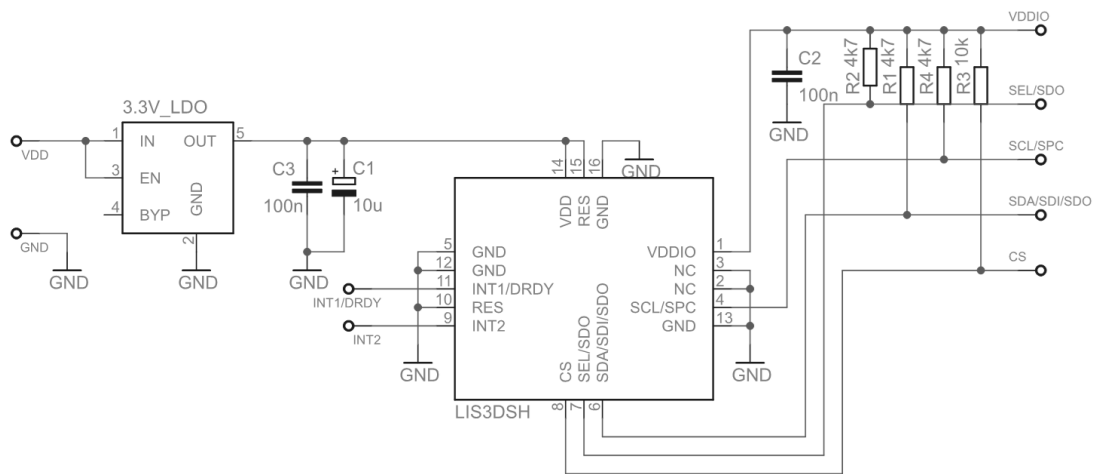 VDDIO
C2
100n
GND
R2 4k7
R1 4k7
R4 4k7
R3 10k
SEL/SDO
SCL/SPC
SDA/SDI/SDO
CS
3.3V_LDO
VDD
1
IN
OUT
5
3
EN
4
BYP
GND
2
GND
GND
GND
C3
100n
+
C1
10u
GND
14
15
16
GND
VDD
RES
GND
5
GND
12
GND
11
INT1/DRDY
10
RES
9
INT2
INT1/DRDY
INT2
GND
VDDIO
1
NC
3
NC
2
SCL/SPC
4
GND
13
GND
CS
SEL/SDO
SDA/SDI/SDO
8
7
6
LIS3DSH